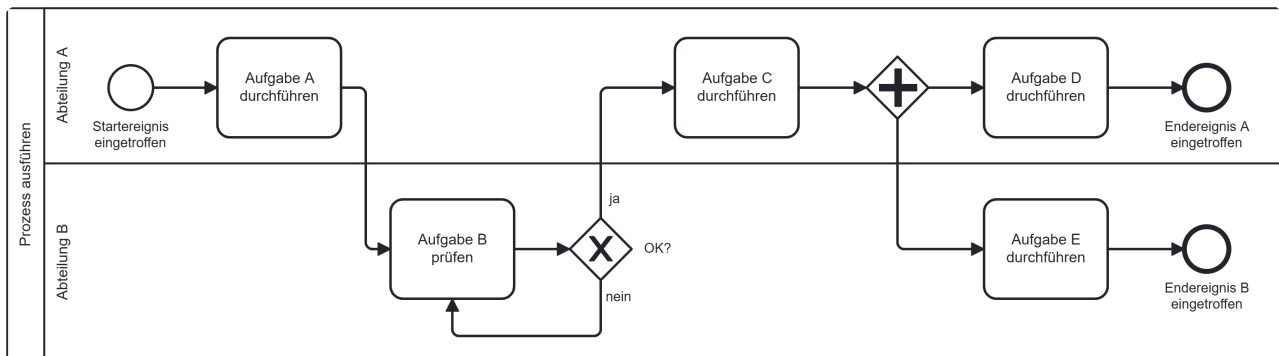 Prozess ausführen
Abteilung A
Startereignis
eingetroffen
Aufgabe A
durchführen
Aufgabe C
durchführen
Aufgabe D
druchführen
Endereignis A
eingetroffen
Abteilung B
Aufgabe B
prüfen
ja
OK?
nein
Aufgabe E
durchführen
Endereignis B
eingetroffen